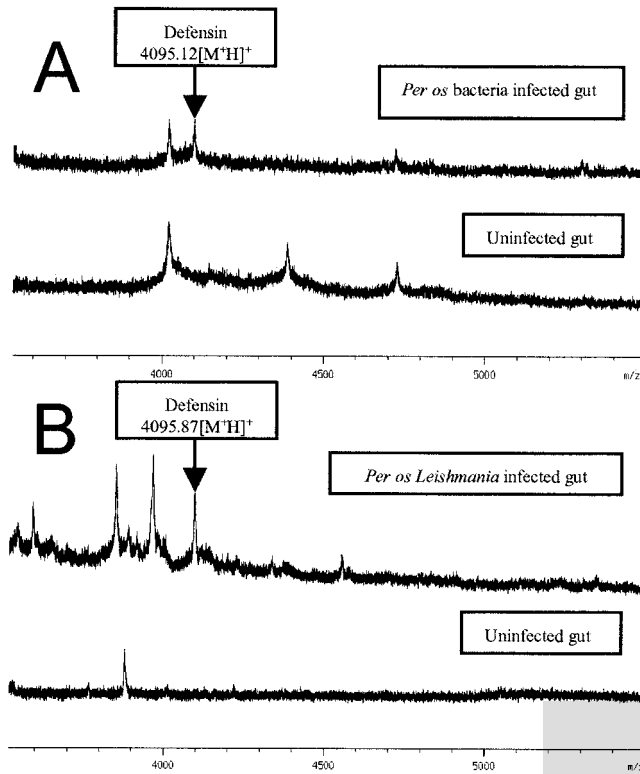 Defensin
4095.12[M⁺H]⁺
A
Per os bacteria infected gut
Uninfected gut
4000 4500 5000 m/z
Defensin
4095.87[M⁺H]⁺
B
Per os Leishmania infected gut
Uninfected gut
4000 4500 5000 m/z